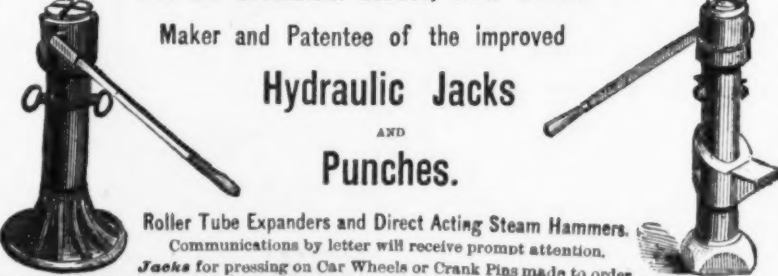 Maker and Patentee of the improved
Hydraulic Jacks
AND
Punches.
Roller Tube Expanders and Direct Acting Steam Hammers.
Communications by letter will receive prompt attention.
Jacks for pressing on Car Wheels or Crank Pins made to order.